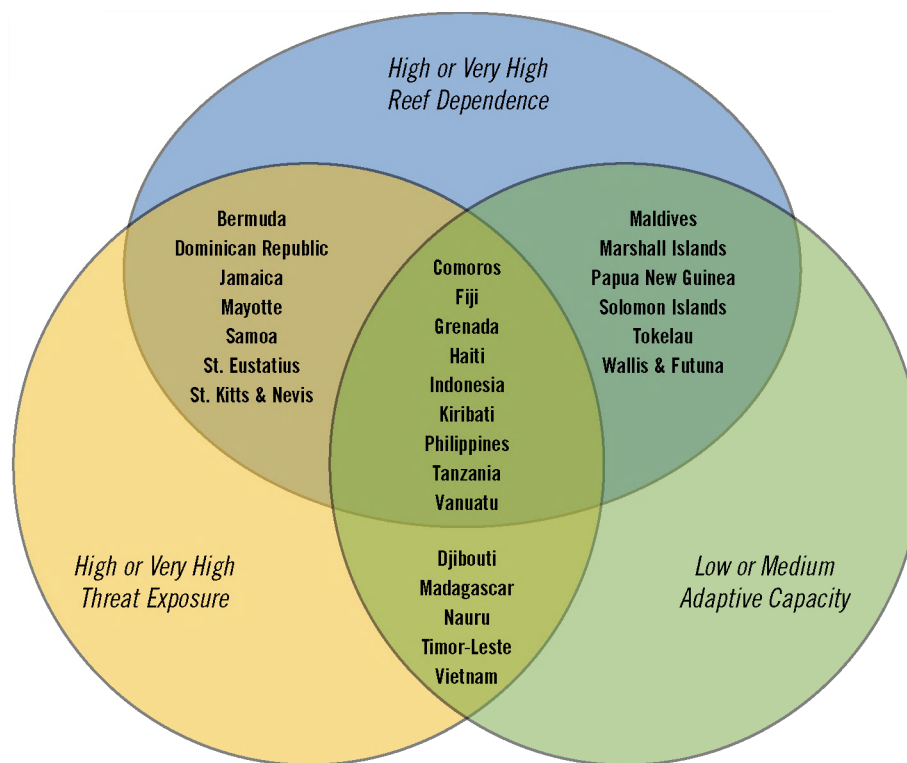 High or Very High
Reef Dependence
Bermuda
Dominican Republic
Jamaica
Mayotte
Samoa
St. Eustatius
St. Kitts & Nevis
Comoros
Fiji
Grenada
Haiti
Indonesia
Kiribati
Philippines
Tanzania
Vanuatu
Maldives
Marshall Islands
Papua New Guinea
Solomon Islands
Tokelau
Wallis & Futuna
High or Very High
Threat Exposure
Djibouti
Madagascar
Nauru
Timor-Leste
Vietnam
Low or Medium
Adaptive Capacity